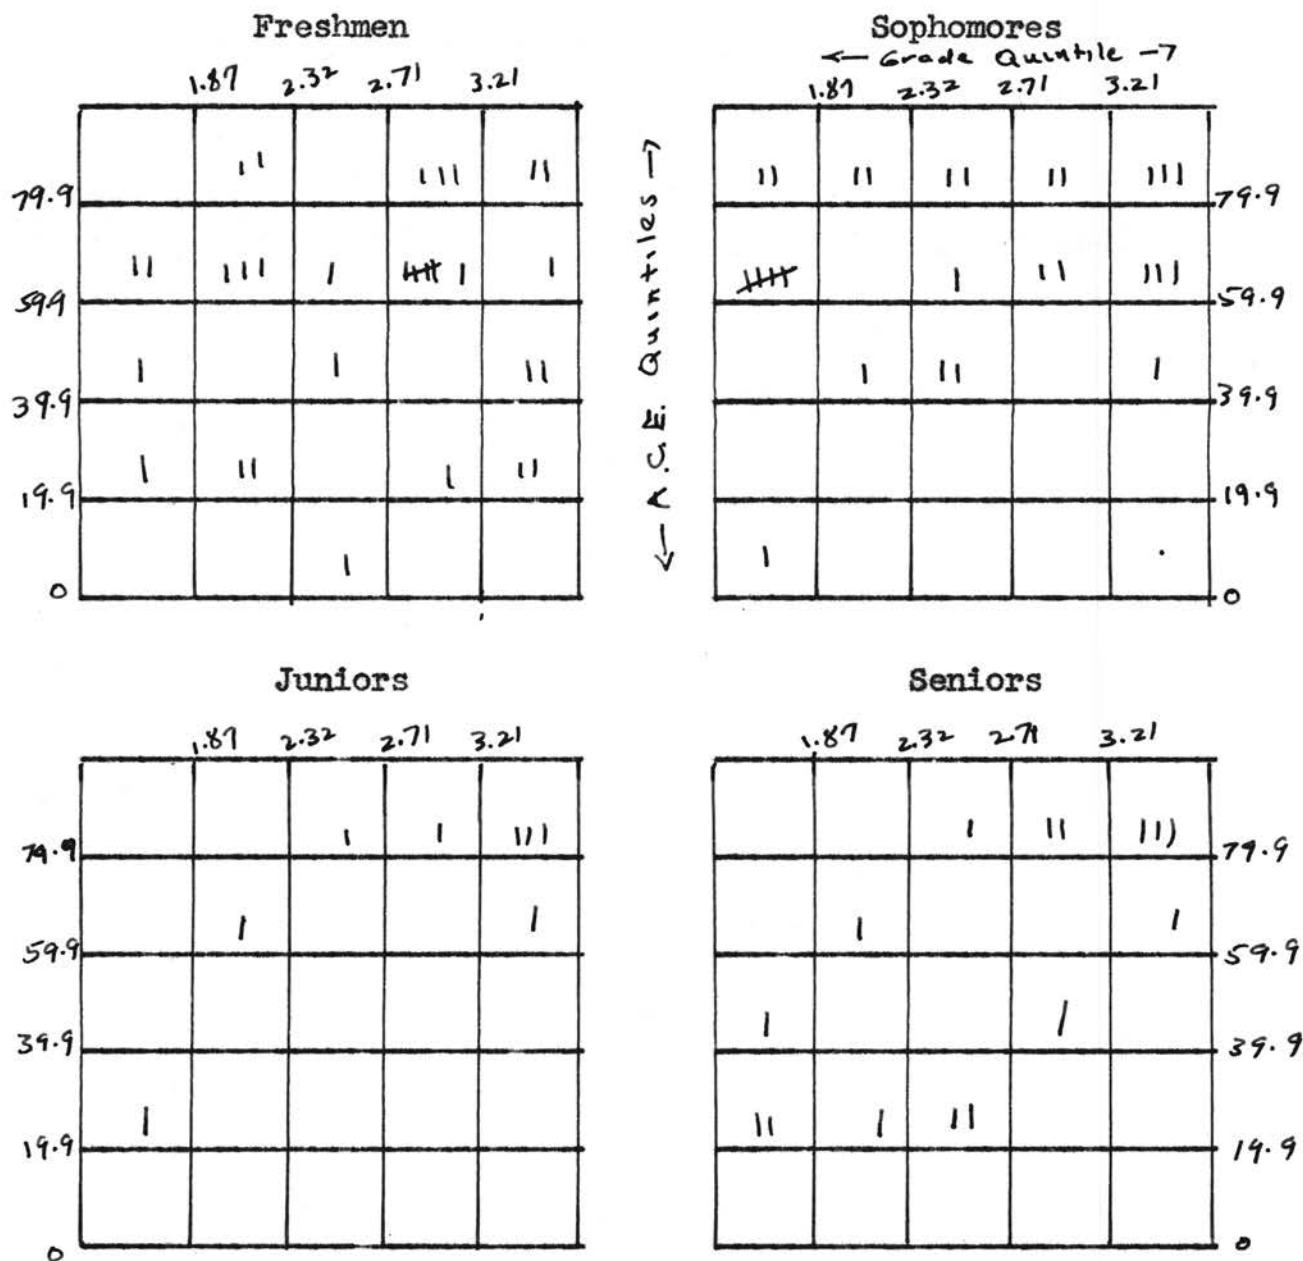 Freshmen
Sophomores
← Grade Quintile →
1.87 2.32 2.71 3.21
1.87 2.32 2.71 3.21
79.9
79.9
59.9
59.9
39.9
39.9
19.9
19.9
0
0
← A.C.E. Quintiles →
Juniors
Seniors
1.87 2.32 2.71 3.21
1.87 2.32 2.71 3.21
79.9
79.9
59.9
59.9
39.9
39.9
19.9
19.9
0
0